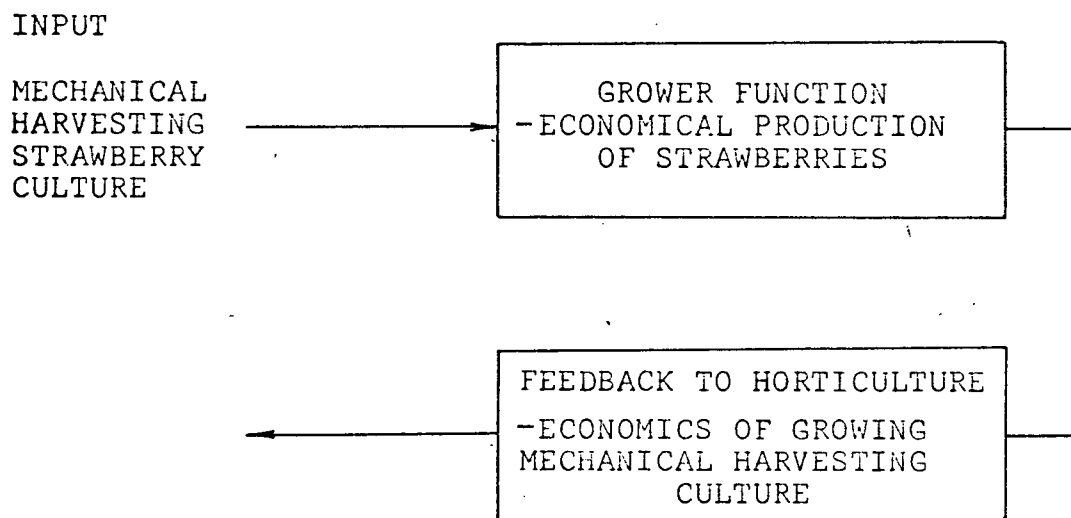 INPUT
MECHANICAL
HARVESTING
STRAWBERRY
CULTURE
GROWER FUNCTION
-ECONOMICAL PRODUCTION
OF STRAWBERRIES
FEEDBACK TO HORTICULTURE
-ECONOMICS OF GROWING
MECHANICAL HARVESTING
CULTURE